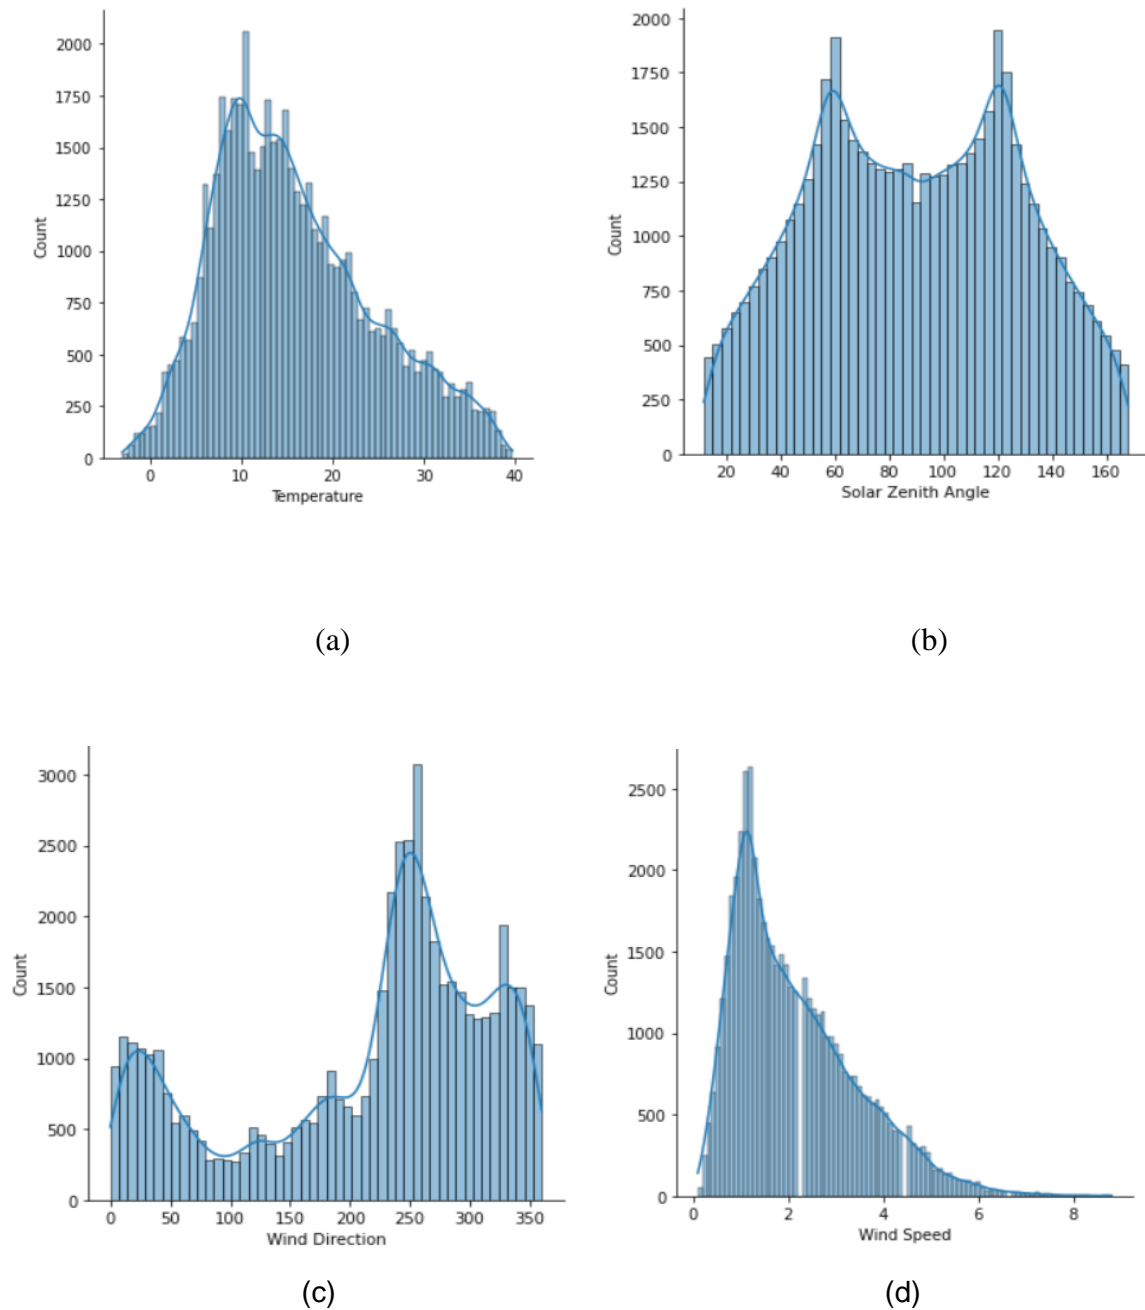 2000
1750
1500
1250
1000
750
500
250
0
Count
0 10 20 30 40
Temperature
2000
1750
1500
1250
1000
750
500
250
0
Count
20 40 60 80 100 120 140 160
Solar Zenith Angle
(a)
(b)
3000
2500
2000
1500
1000
500
0
Count
0 50 100 150 200 250 300 350
Wind Direction
2500
2000
1500
1000
500
0
Count
0 2 4 6 8
Wind Speed
(c)
(d)